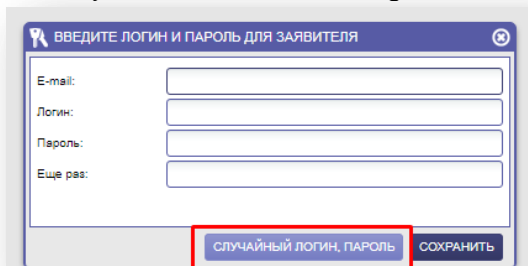 ВВЕДИТЕ ЛОГИН И ПАРОЛЬ ДЛЯ ЗАЯВИТЕЛЯ
E-mail:
Логин:
Пароль:
Еще раз:
СЛУЧАЙНЫЙ ЛОГИН, ПАРОЛЬ СОХРАНИТЬ